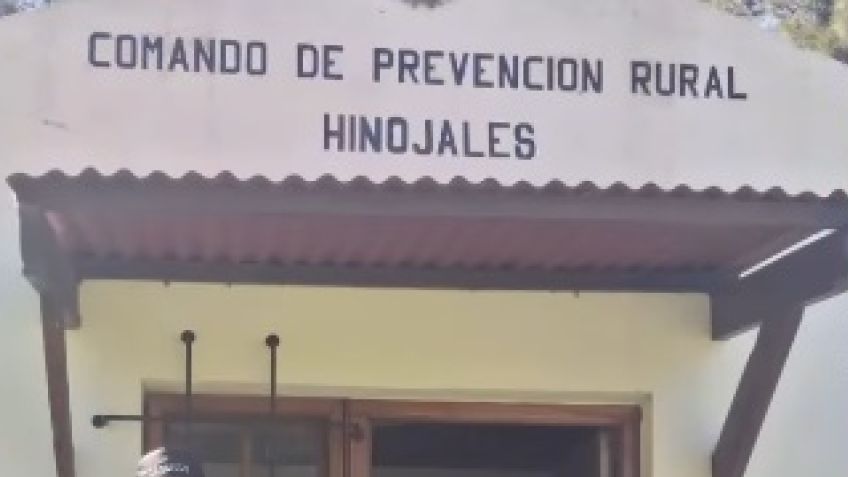 COMANDO DE PREVENCION RURAL
HINOJALES